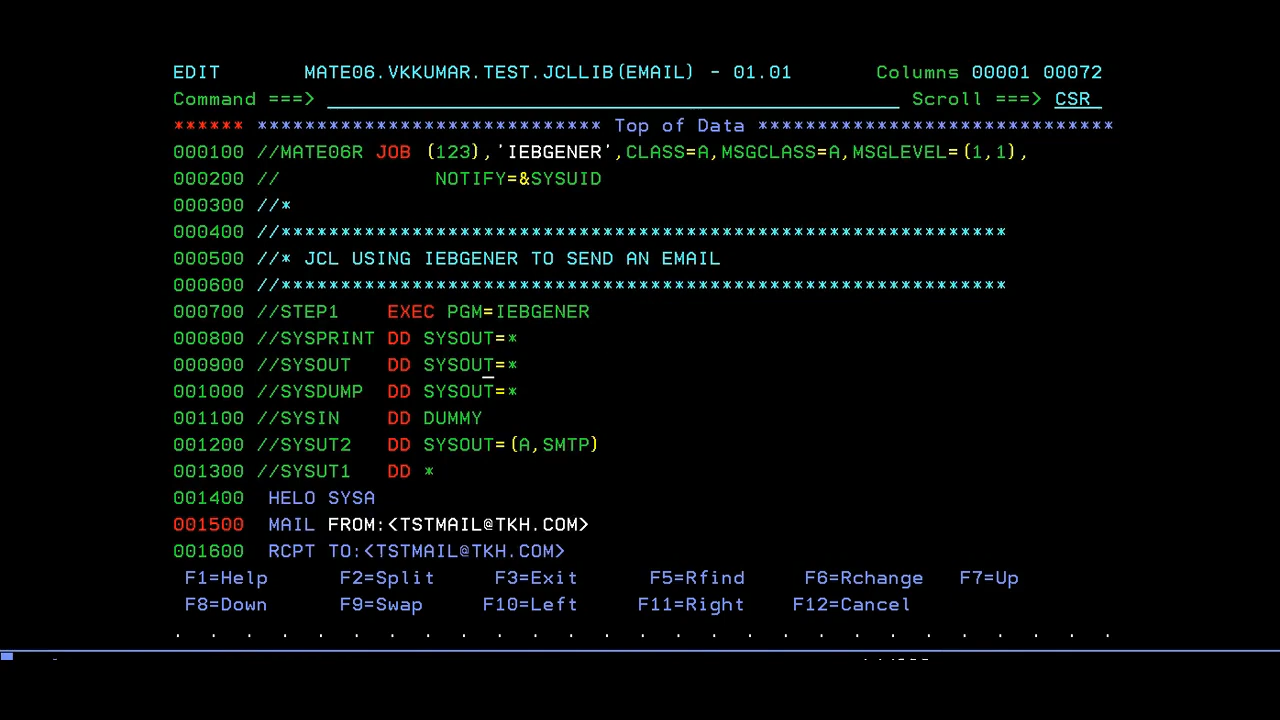 EDIT MATE06.VKKUMAR.TEST.JCLLIB(EMAIL) - 01.01 Columns 00001 00072
Command ===> Scroll ===> CSR
****** ***************************** Top of Data ******************************
000100 //MATE06R JOB (123),'IEBGENER',CLASS=A,MSGCLASS=A,MSGLEVEL=(1,1),
000200 // NOTIFY=&SYSUID
000300 //*
000400 //*************************************************************
000500 //* JCL USING IEBGENER TO SEND AN EMAIL
000600 //*************************************************************
000700 //STEP1 EXEC PGM=IEBGENER
000800 //SYSPRINT DD SYSOUT=*
000900 //SYSOUT DD SYSOUT=*
001000 //SYSDUMP DD SYSOUT=*
001100 //SYSIN DD DUMMY
001200 //SYSUT2 DD SYSOUT=(A,SMTP)
001300 //SYSUT1 DD *
001400 HELO SYSA
001500 MAIL FROM:<TSTMAIL@TKH.COM>
001600 RCPT TO:<TSTMAIL@TKH.COM>
F1=Help F2=Split F3=Exit F5=Rfind F6=Rchange F7=Up
F8=Down F9=Swap F10=Left F11=Right F12=Cancel
. . . . . . . . . . . . . . . . . . . . . . . . . . .